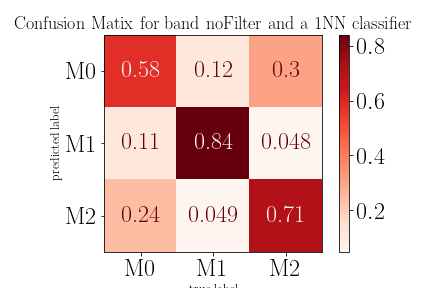 Confusion Matix for band noFilter and a 1NN classifier
M0 0.58 0.12 0.3
M1 0.11 0.84 0.048
M2 0.24 0.049 0.71
M0 M1 M2
predicted label
true label
0.8
0.6
0.4
0.2